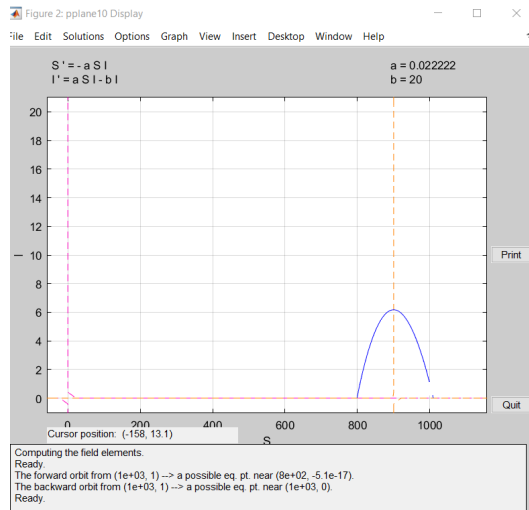 Figure 2: pplane10 Display
File Edit Solutions Options Graph View Insert Desktop Window Help
S ' = - a S I
I ' = a S I - b I
a = 0.022222
b = 20
20
18
16
14
12
10
8
6
4
2
0
I
0 200 400 600 800 1000
S
Print
Quit
Cursor position: (-158, 13.1)
Computing the field elements.
Ready.
The forward orbit from (1e+03, 1) --> a possible eq. pt. near (8e+02, -5.1e-17).
The backward orbit from (1e+03, 1) --> a possible eq. pt. near (1e+03, 0).
Ready.